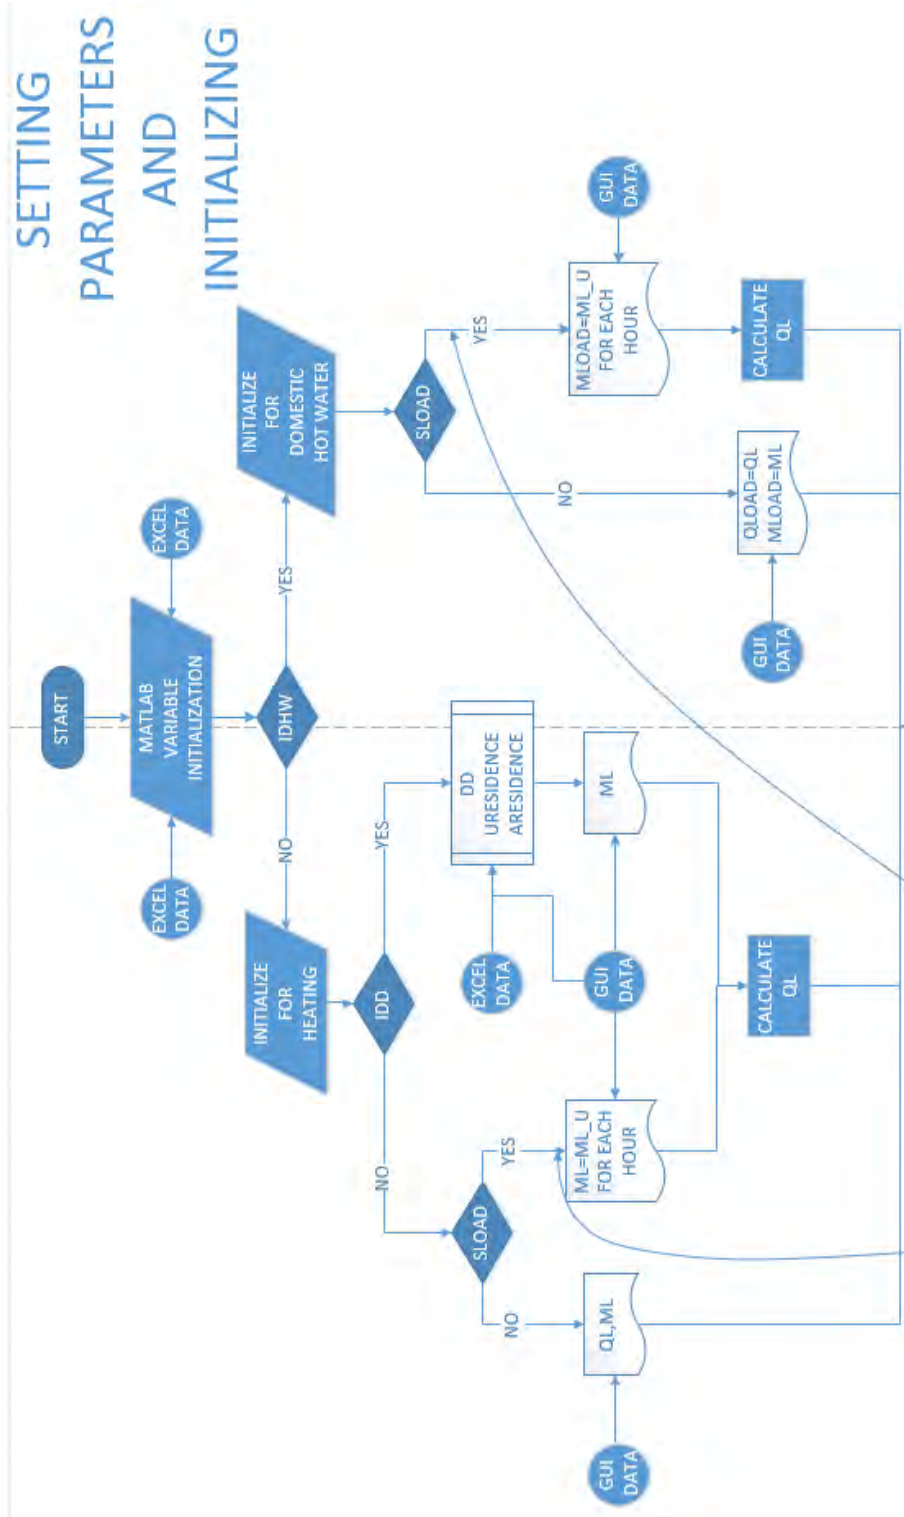 SETTING
PARAMETERS
AND
INITIALIZING
START
EXCEL
DATA
MATLAB
VARIABLE
INITIALIZATION
EXCEL
DATA
IDHW
NO
YES
INITIALIZE
FOR
HEATING
INITIALIZE
FOR
DOMESTIC
HOT WATER
IDD
NO
YES
SLOAD
YES
NO
SLOAD
NO
YES
EXCEL
DATA
DD
URESIDENCE
ARESIDENCE
GUI
DATA
QL,ML
ML=ML_U
FOR EACH
HOUR
GUI
DATA
ML
MLOAD=ML_U
FOR EACH
HOUR
GUI
DATA
CALCULATE
QL
GUI
DATA
QLOAD=QL
MLOAD=ML
CALCULATE
QL